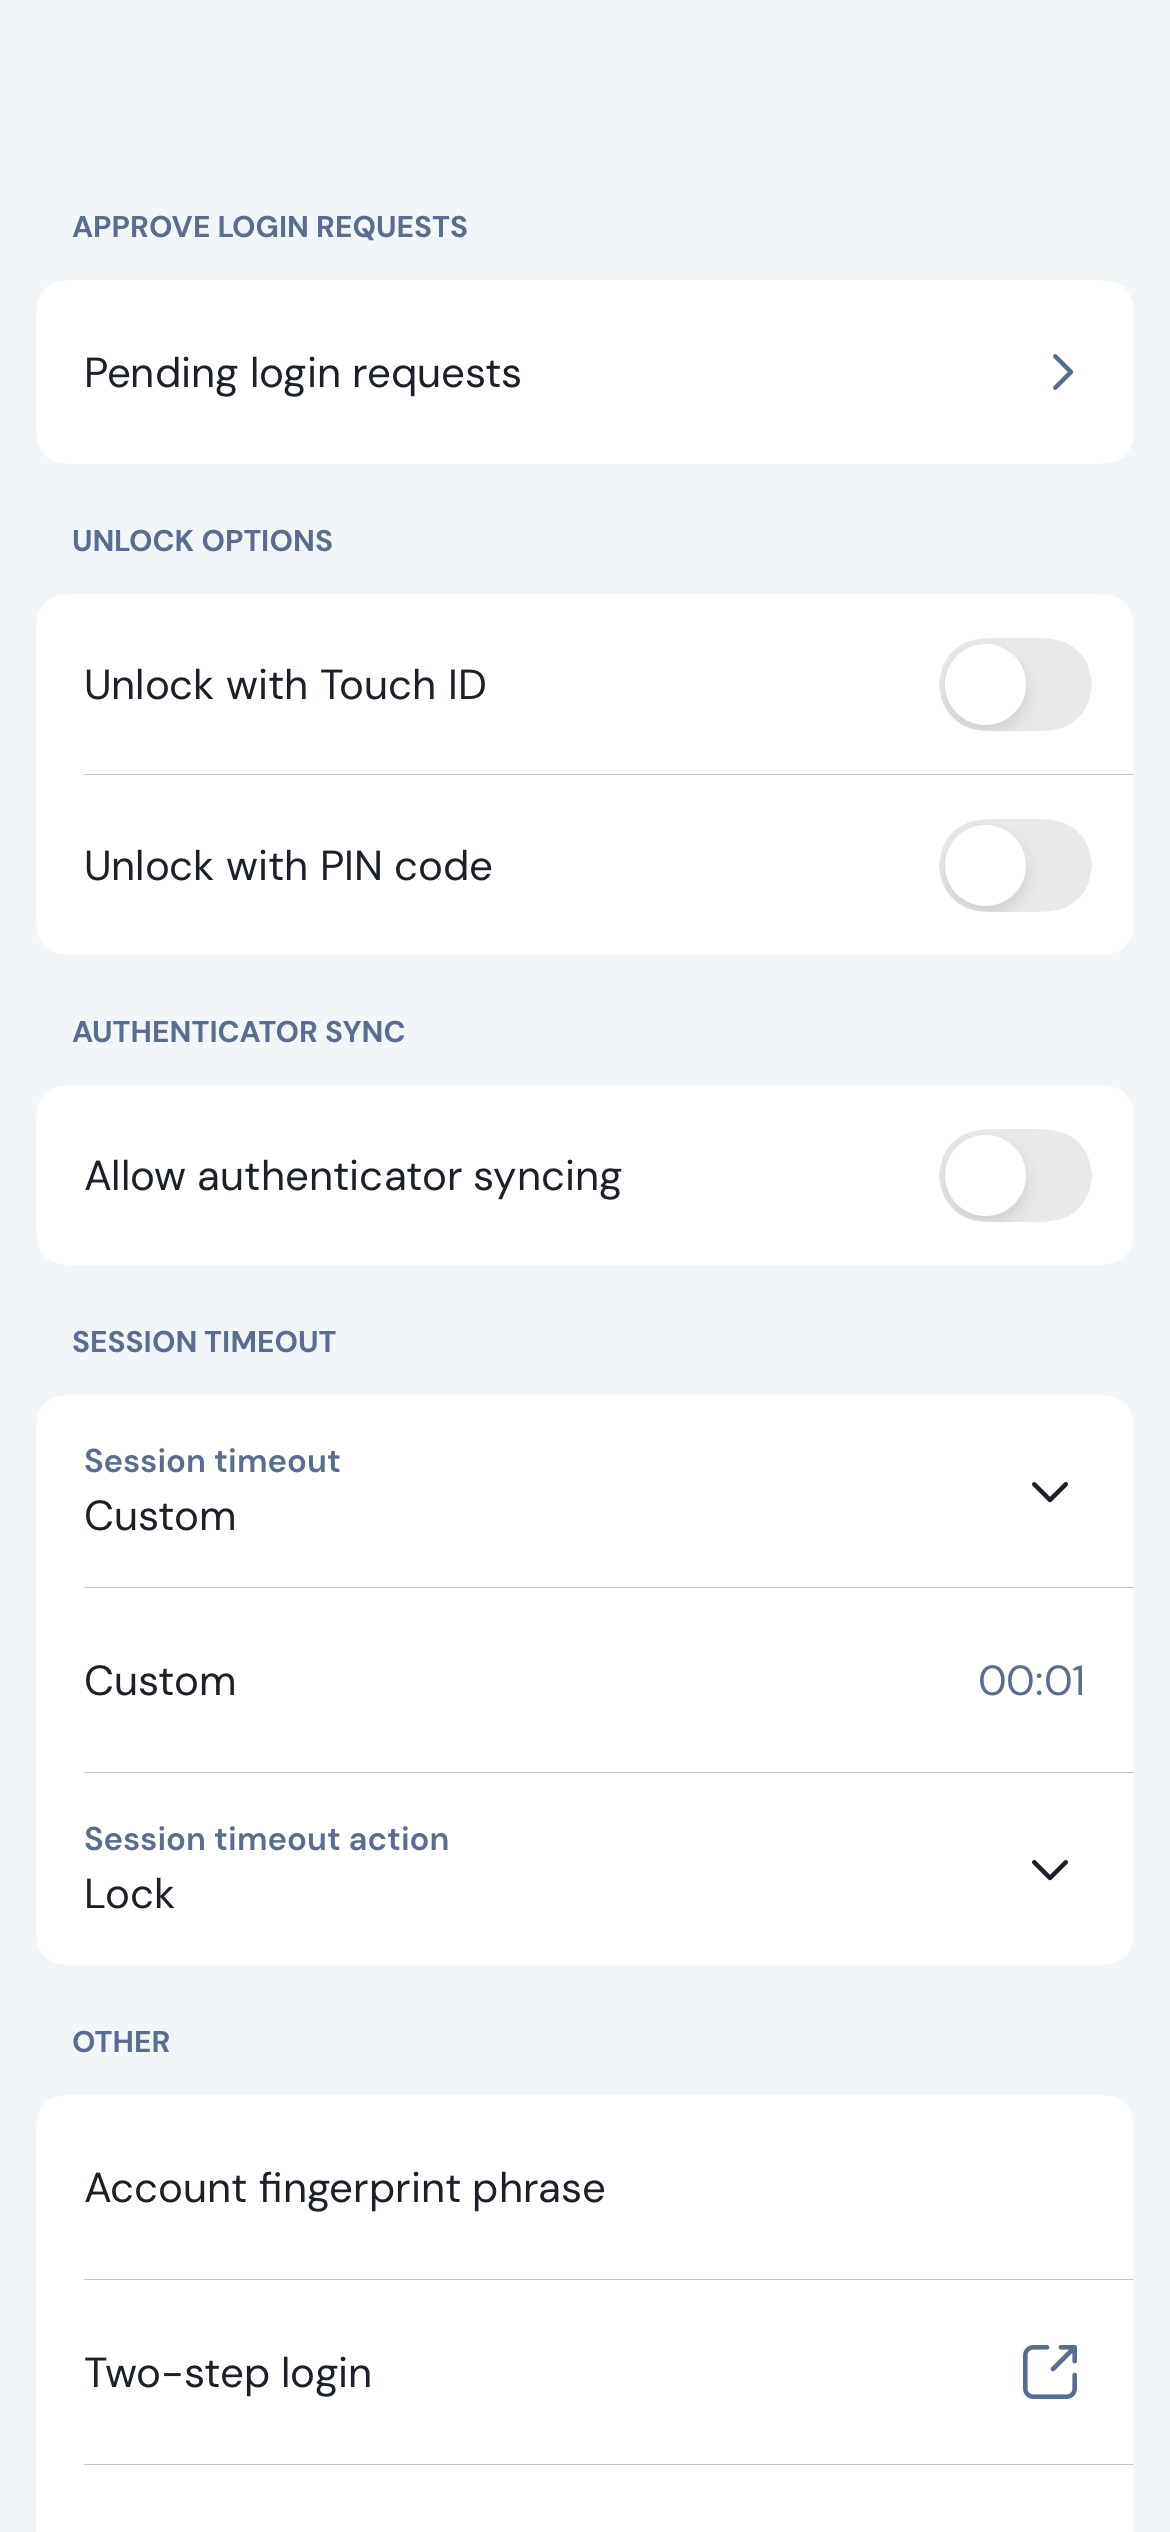 APPROVE LOGIN REQUESTS
Pending login requests
UNLOCK OPTIONS
Unlock with Touch ID
Unlock with PIN code
AUTHENTICATOR SYNC
Allow authenticator syncing
SESSION TIMEOUT
Session timeout
Custom
Custom 00:01
Session timeout action
Lock
OTHER
Account fingerprint phrase
Two-step login